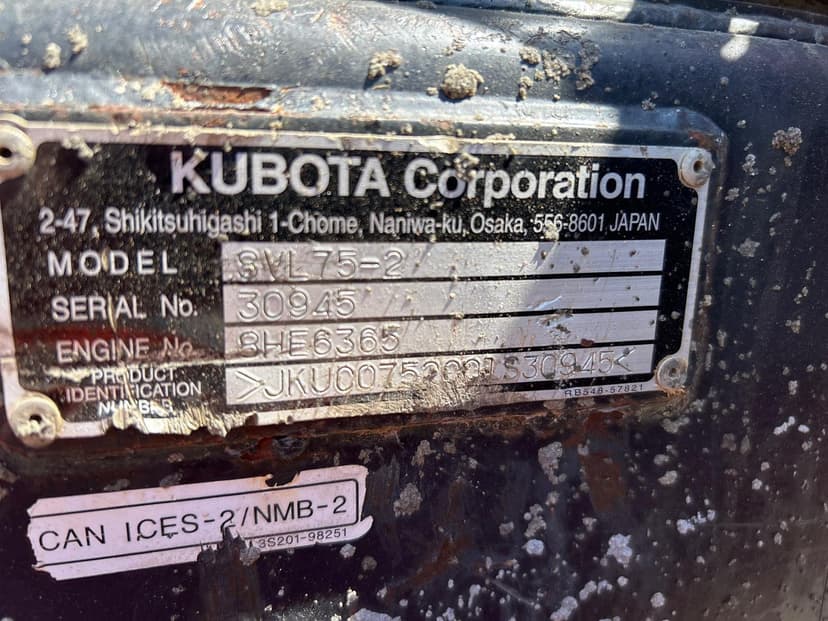 KUBOTA Corporation
2-47, Shikitsuhigashi 1-Chome, Naniwa-ku, Osaka, 556-8601 JAPAN
MODEL SVL75-2
SERIAL No. 30945
ENGINE No. 8HE6365
PRODUCT
IDENTIFICATION
NUMBER
RB548-57821
CAN ICES-2/NMB-2